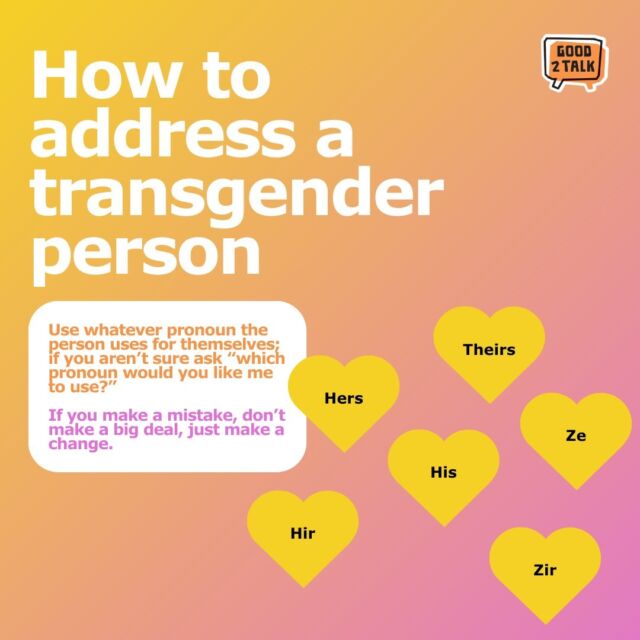 How to
address a
transgender
person
GOOD
2 TALK
Use whatever pronoun the
person uses for themselves;
if you aren't sure ask “which
pronoun would you like me
to use?”
If you make a mistake, don't
make a big deal, just make a
change.
Theirs
Hers
Ze
His
Hir
Zir